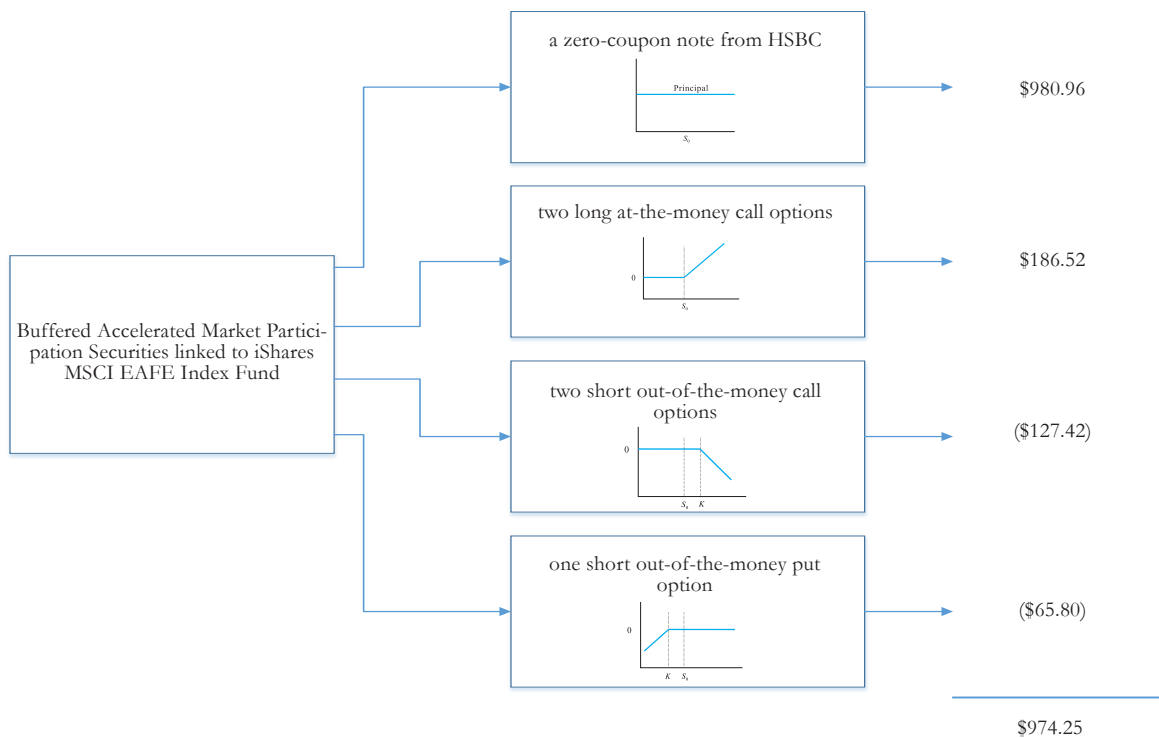 a zero-coupon note from HSBC
Principal
S₀
$980.96
two long at-the-money call options
0
S₀
$186.52
Buffered Accelerated Market Partici-
pation Securities linked to iShares
MSCI EAFE Index Fund
two short out-of-the-money call
options
0
S₀ K
($127.42)
one short out-of-the-money put
option
0
K S₀
($65.80)
$974.25